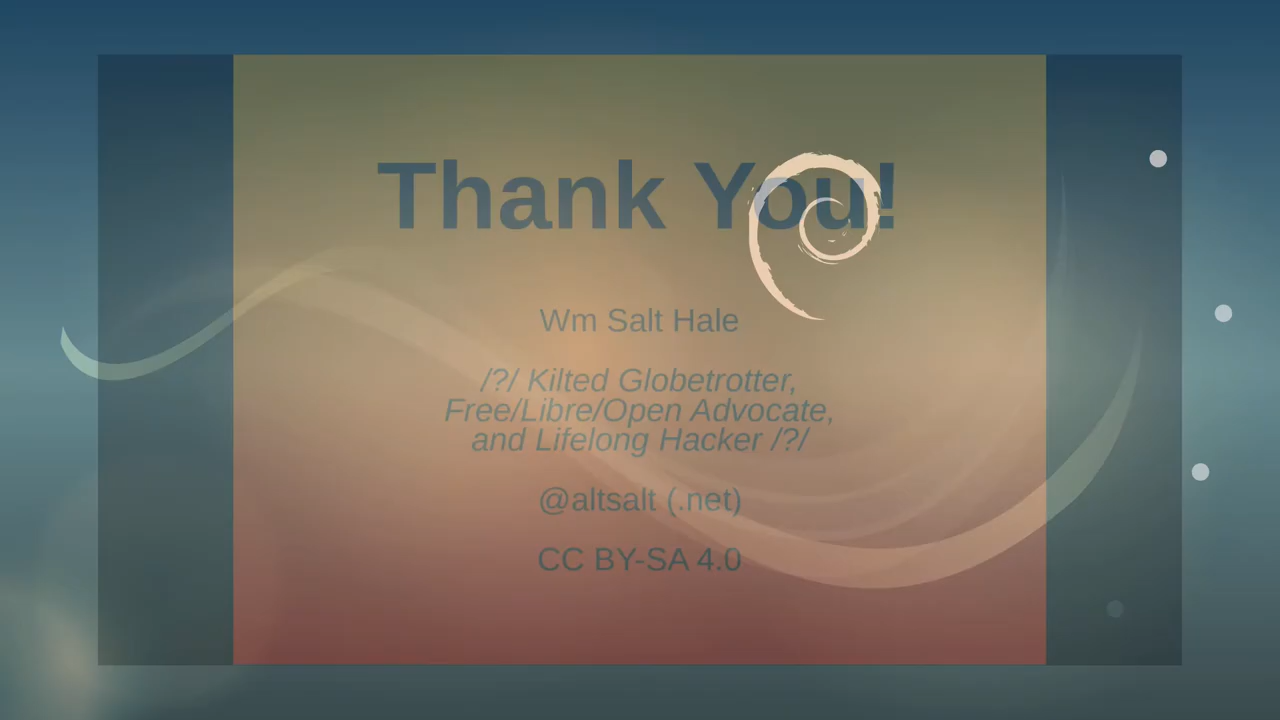 Thank You!
Wm Salt Hale
/?/ Kilted Globetrotter,
Free/Libre/Open Advocate,
and Lifelong Hacker /?/
@altsalt (.net)
CC BY-SA 4.0